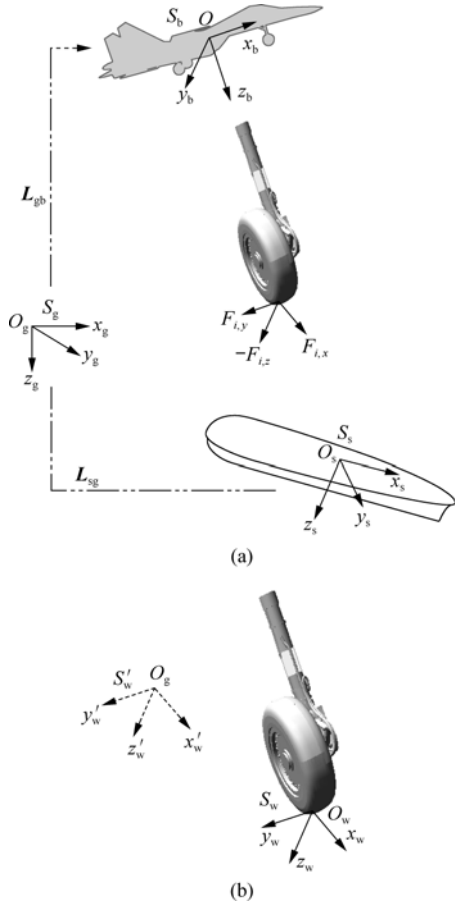 S_b O
x_b
y_b
z_b
L_gb
S_g
O_g x_g
y_g
z_g
F_{i,y}
−F_{i,z} F_{i,x}
S_s
O_s
x_s
z_s y_s
L_sg
(a)
S'_w O_g
y'_w
z'_w x'_w
S_w O_w
y_w x_w
z_w
(b)